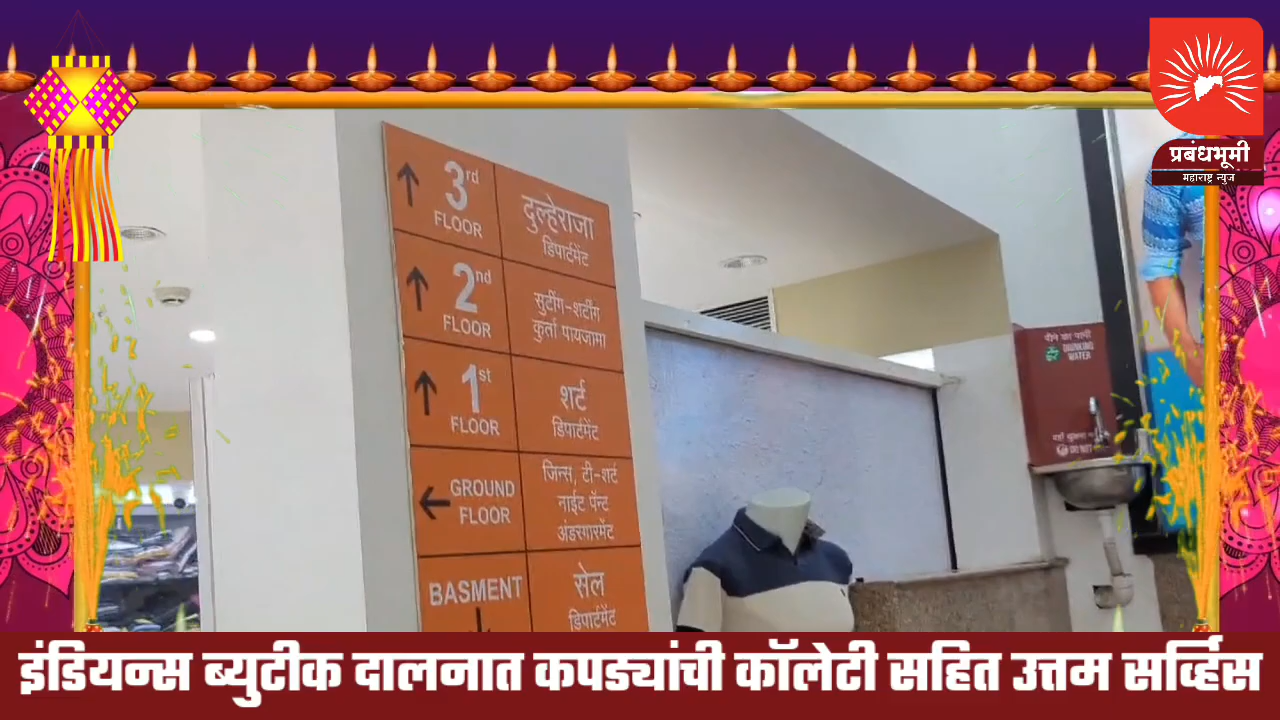 प्रबंधभूमी
महाराष्ट्र न्युज
3rd
FLOOR
दुल्हेराजा
डिपार्टमेंट
2nd
FLOOR
सुटींग-शर्टींग
कुर्ता पायजामा
1st
FLOOR
शर्ट
डिपार्टमेंट
GROUND
FLOOR
जिन्स, टी-शर्ट
नाईट पॅन्ट
अंडरगारमेंट
BASMENT
सेल
डिपार्टमेंट
पीने का पानी
DRINKING
WATER
इंडियन्स ब्युटीक दालनात कपड्यांची कॉलेटी सहित उत्तम सर्व्हिस